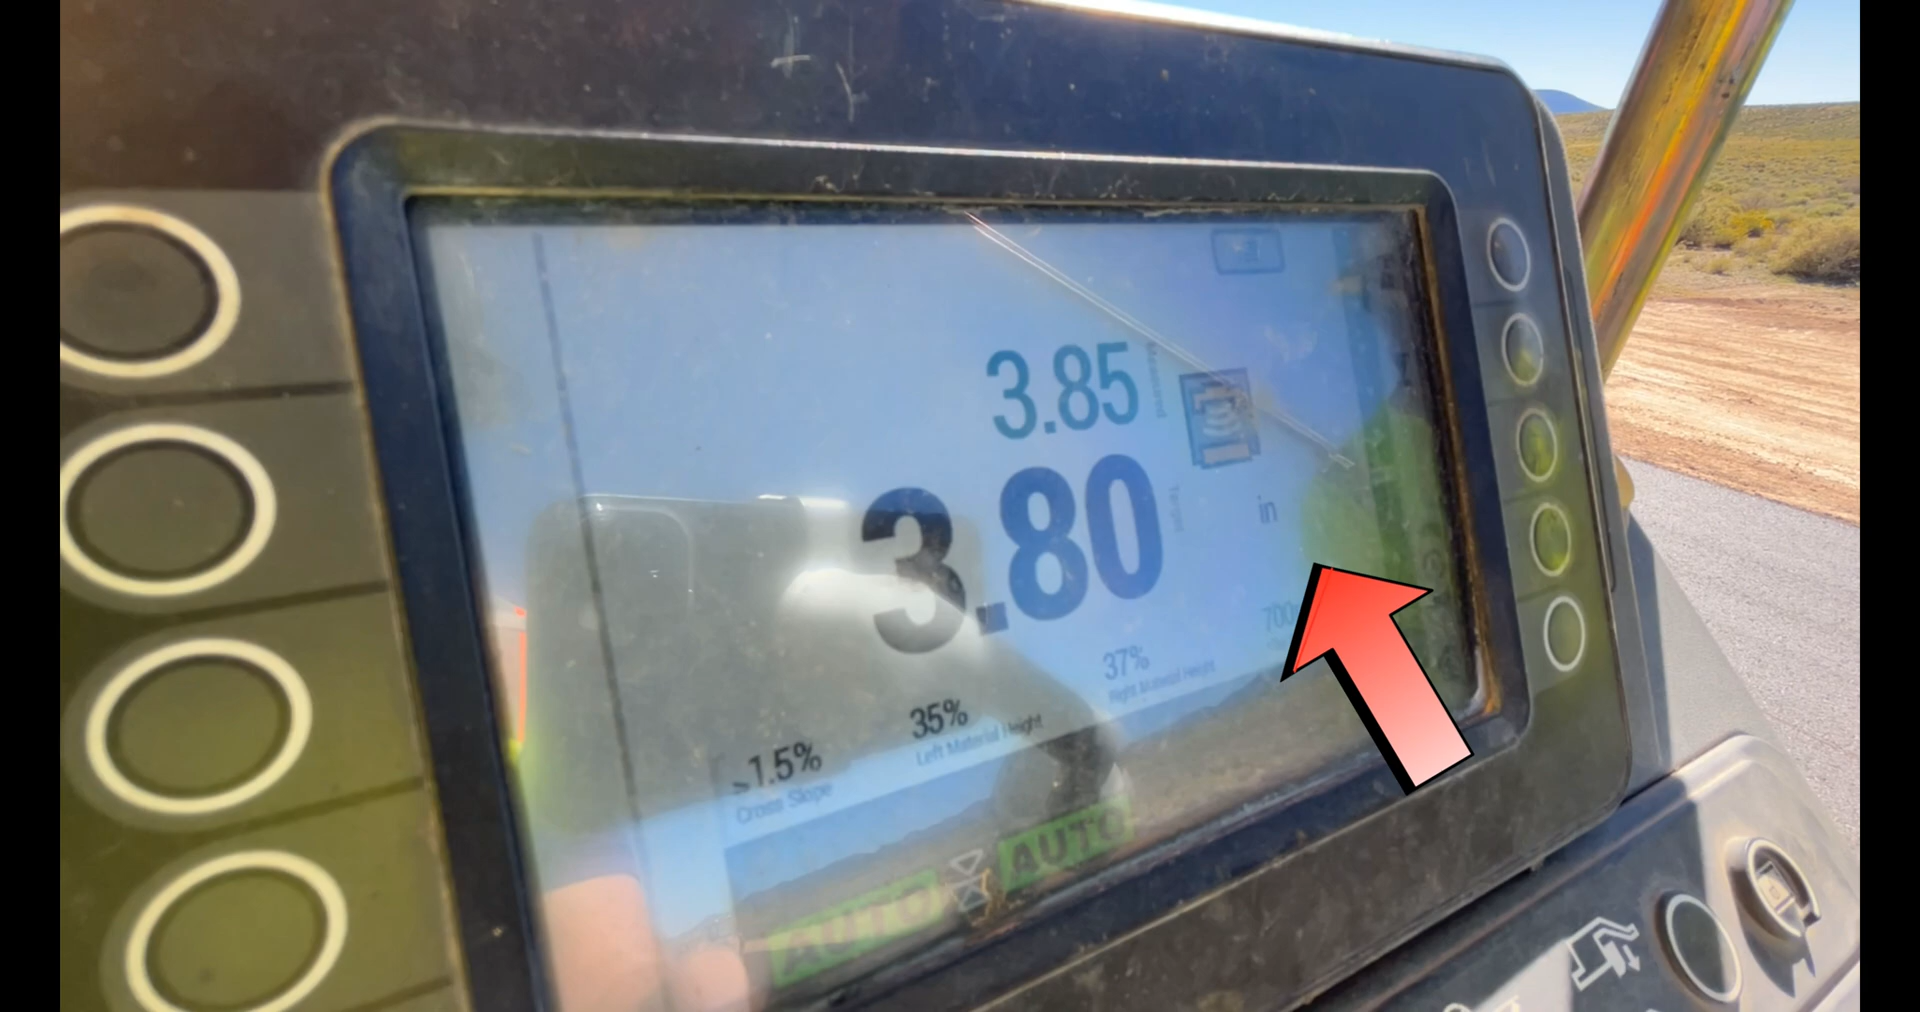 3.85
Measured
3.80
Target
in
700
37%
Right Material Height
35%
Left Material Height
>1.5%
Cross Slope
AUTO
AUTO